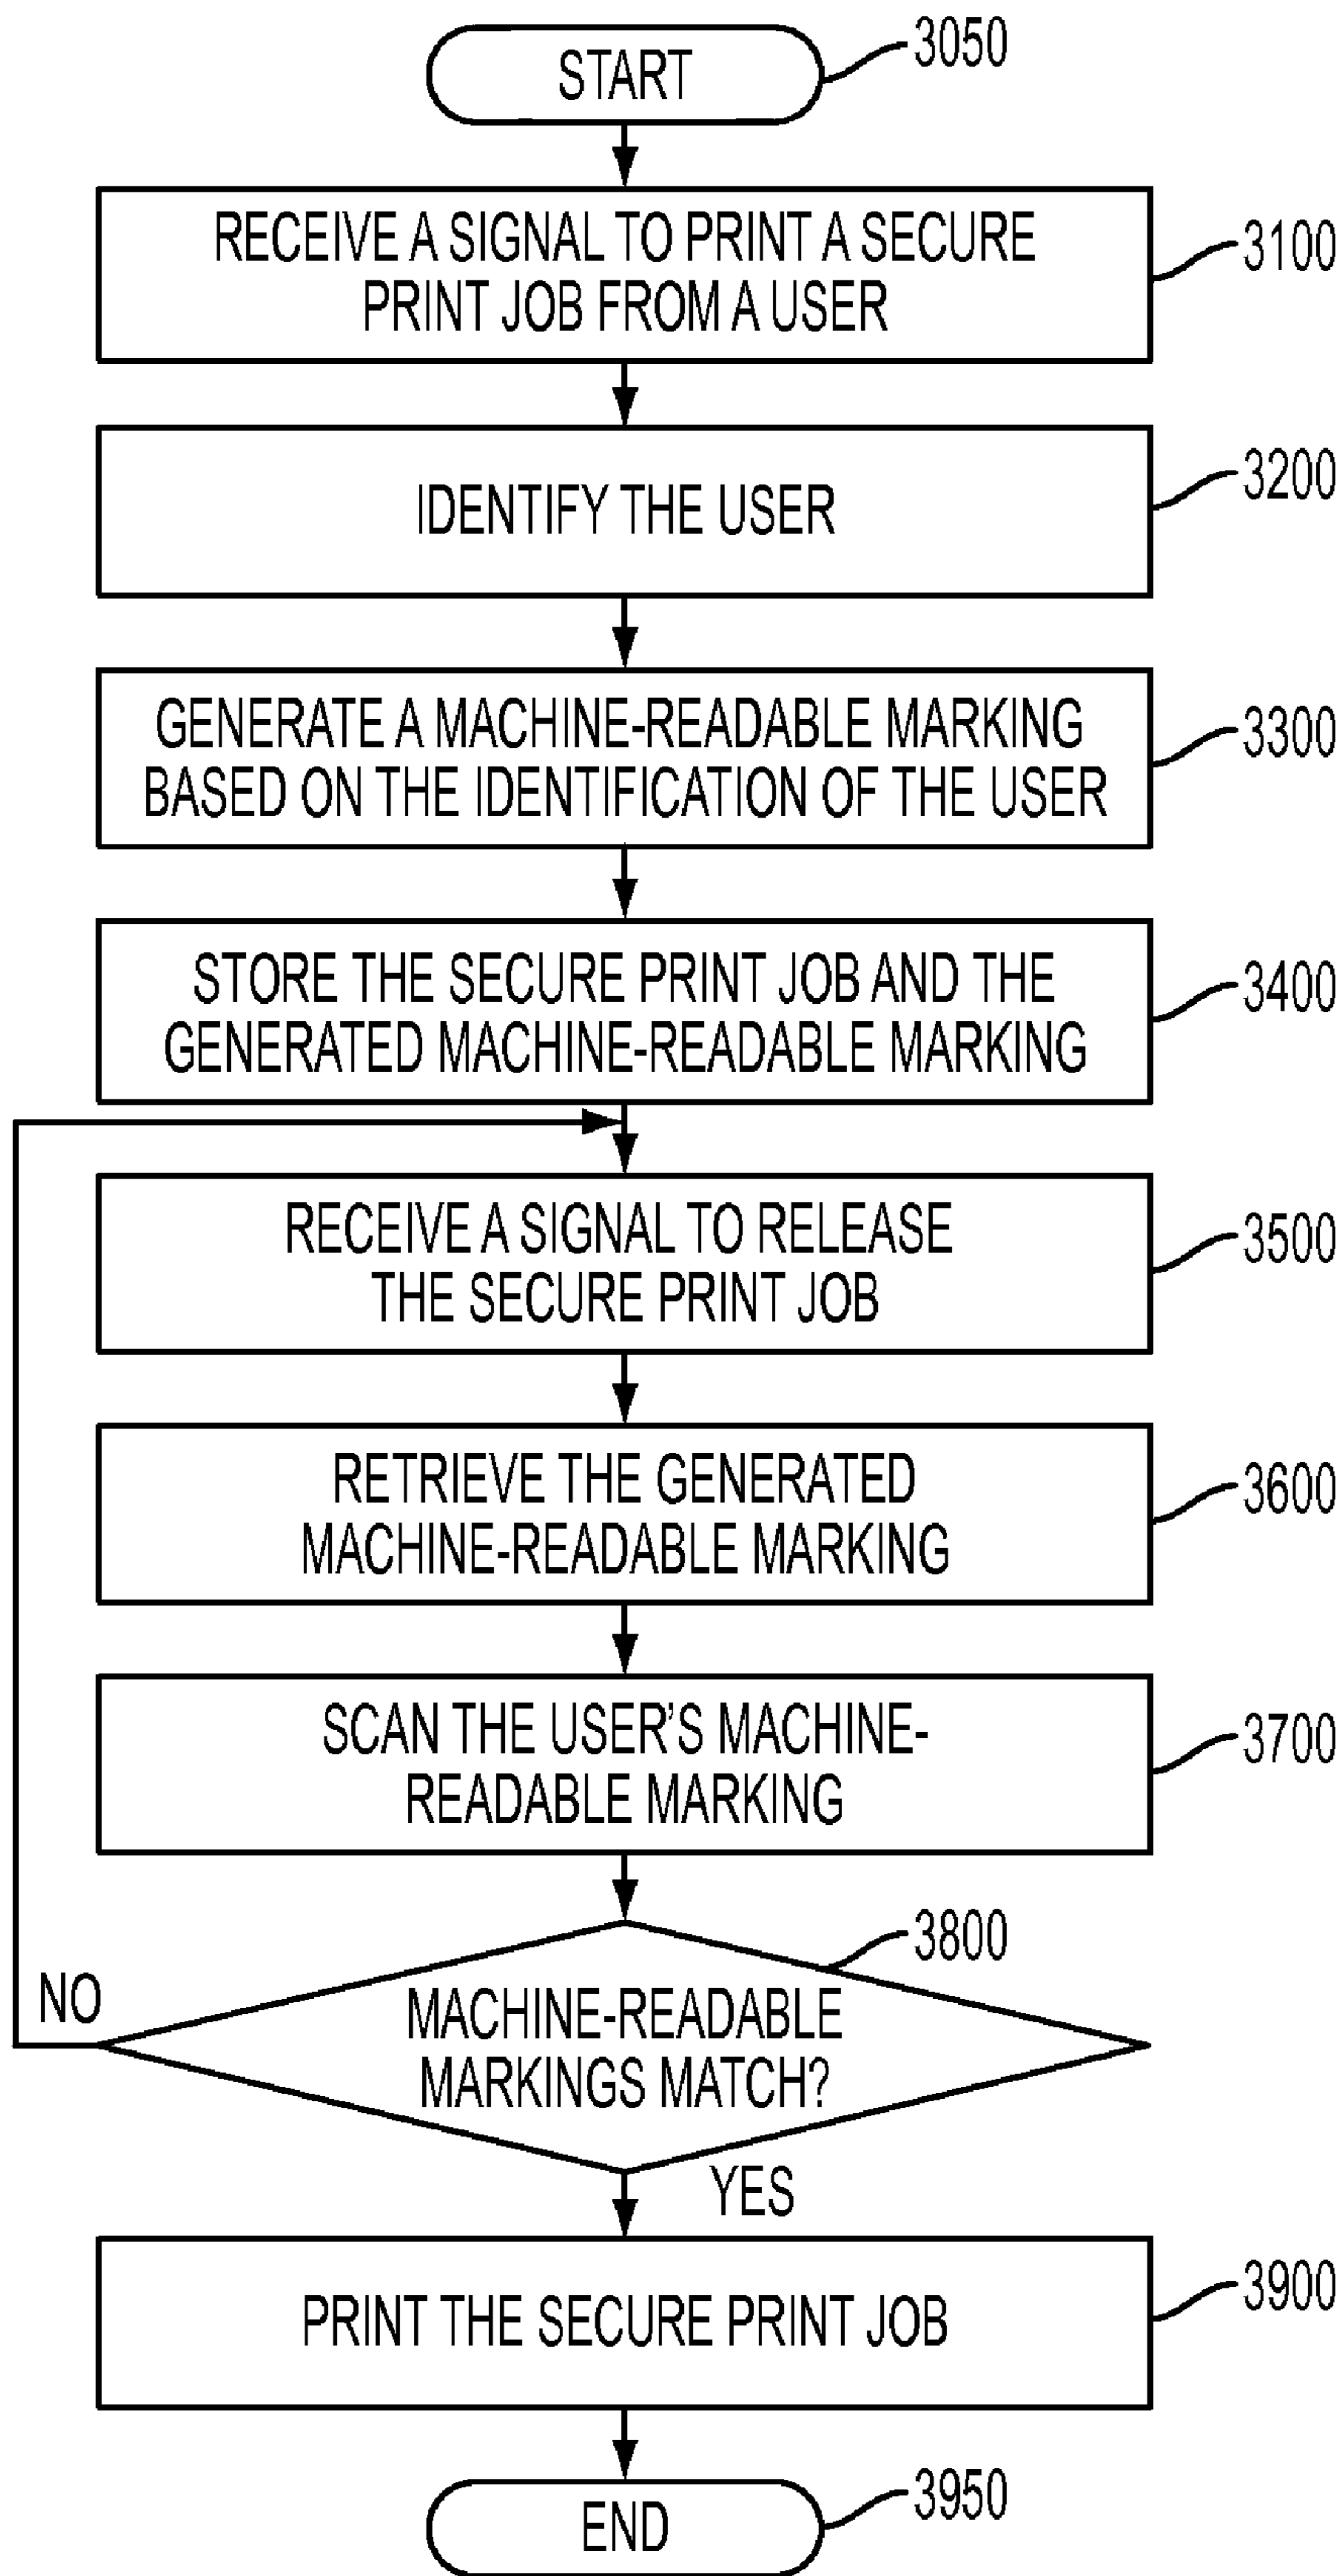 START
3050
RECEIVE A SIGNAL TO PRINT A SECURE
PRINT JOB FROM A USER
3100
IDENTIFY THE USER
3200
GENERATE A MACHINE-READABLE MARKING
BASED ON THE IDENTIFICATION OF THE USER
3300
STORE THE SECURE PRINT JOB AND THE
GENERATED MACHINE-READABLE MARKING
3400
RECEIVE A SIGNAL TO RELEASE
THE SECURE PRINT JOB
3500
RETRIEVE THE GENERATED
MACHINE-READABLE MARKING
3600
SCAN THE USER’S MACHINE-
READABLE MARKING
3700
3800
NO
MACHINE-READABLE
MARKINGS MATCH?
YES
PRINT THE SECURE PRINT JOB
3900
END
3950